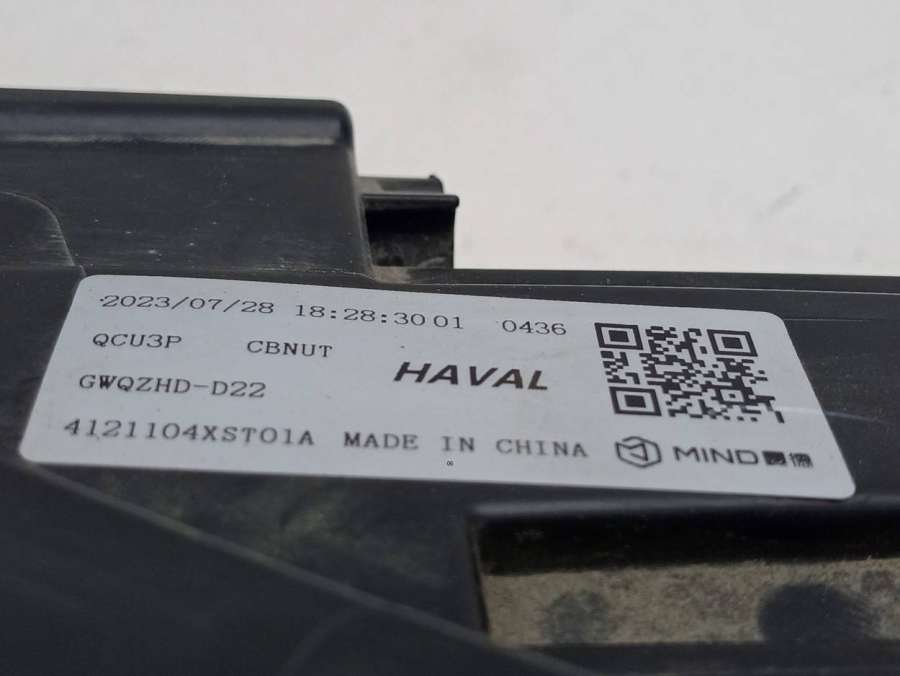 2023/07/28 18:28:30 01 0436
QCU3P CBNUT
HAVAL
GWQZHD-D22
4121104XST01A MADE IN CHINA
MIND